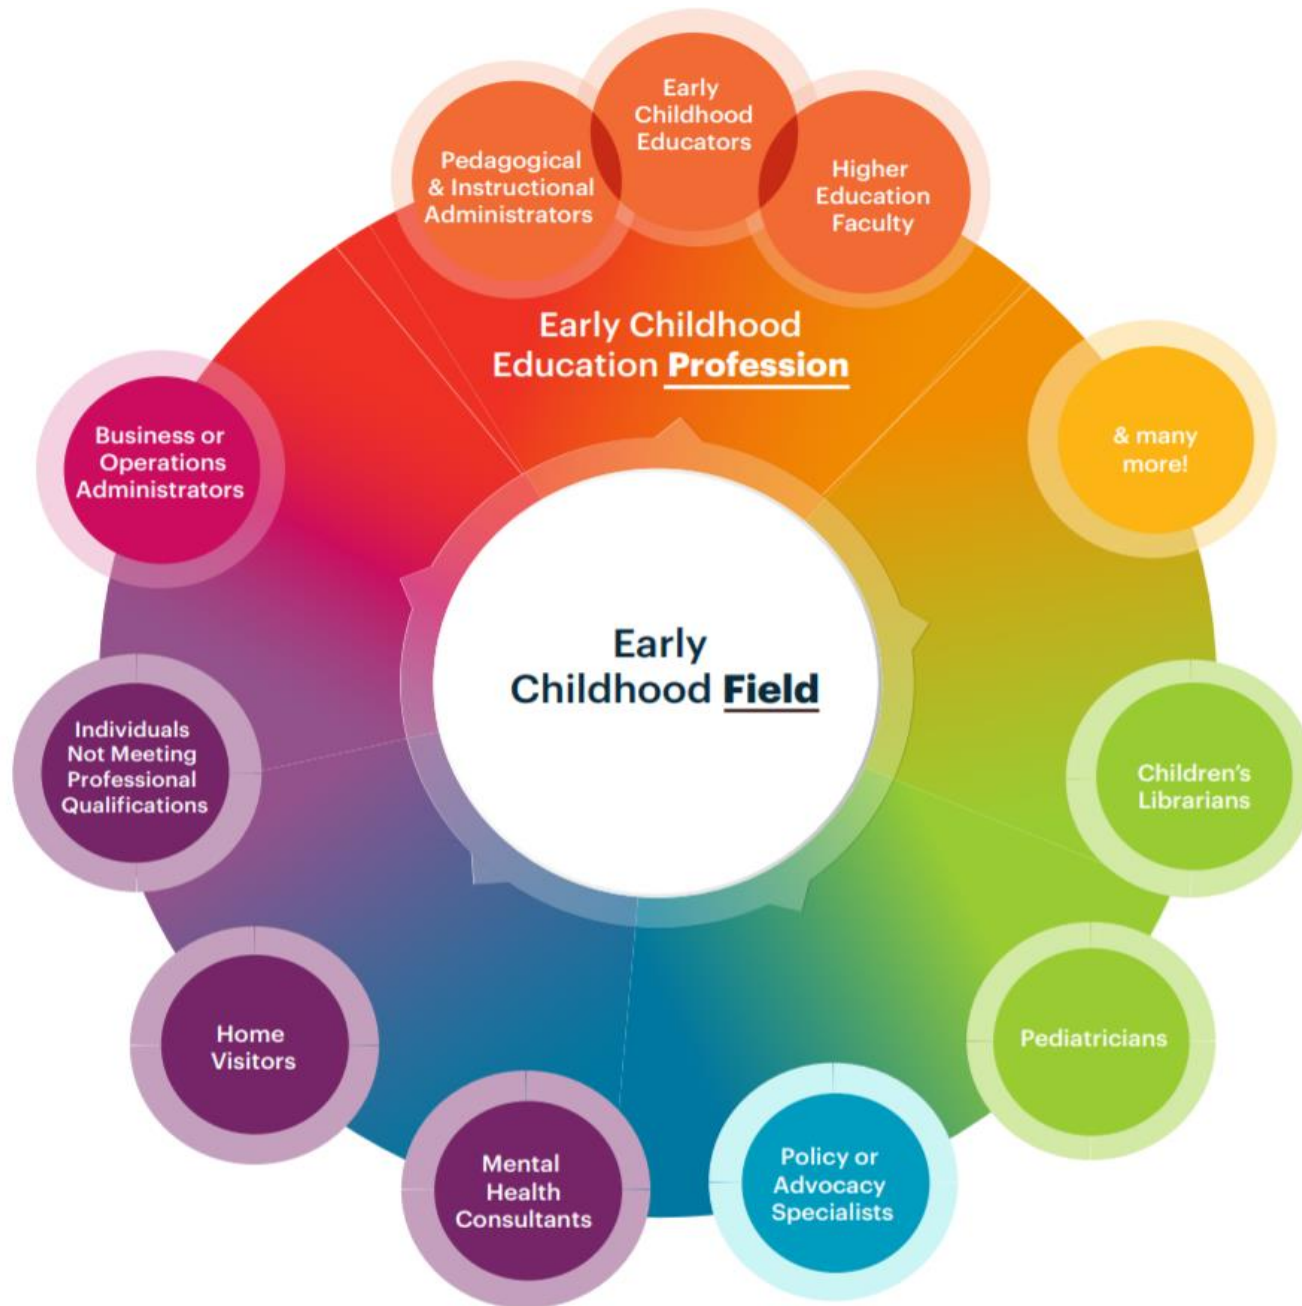 Early
Childhood
Educators
Pedagogical
& Instructional
Administrators
Higher
Education
Faculty
Early Childhood
Education Profession
Business or
Operations
Administrators
& many
more!
Early
Childhood Field
Individuals
Not Meeting
Professional
Qualifications
Children's
Librarians
Home
Visitors
Pediatricians
Mental
Health
Consultants
Policy or
Advocacy
Specialists